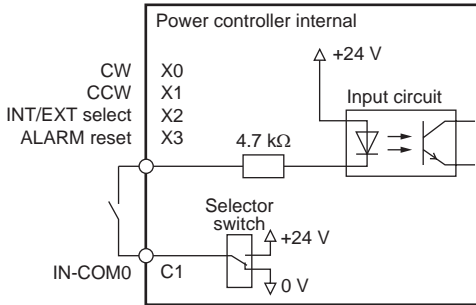 Power controller internal
+24 V
CW X0
CCW X1
INT/EXT select X2
ALARM reset X3
Input circuit
4.7 kΩ
Selector
switch
+24 V
IN-COM0 C1
0 V